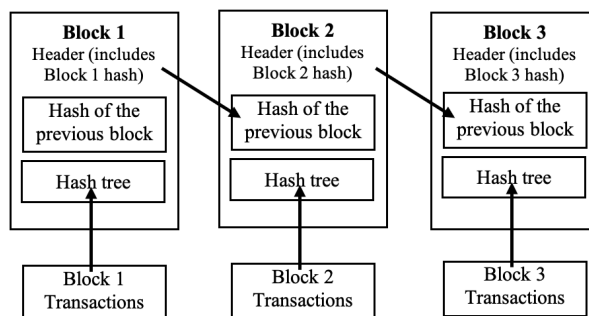 Block 1
Header (includes
Block 1 hash)
Hash of the
previous block
Hash tree
Block 1
Transactions
Block 2
Header (includes
Block 2 hash)
Hash of the
previous block
Hash tree
Block 2
Transactions
Block 3
Header (includes
Block 3 hash)
Hash of the
previous block
Hash tree
Block 3
Transactions